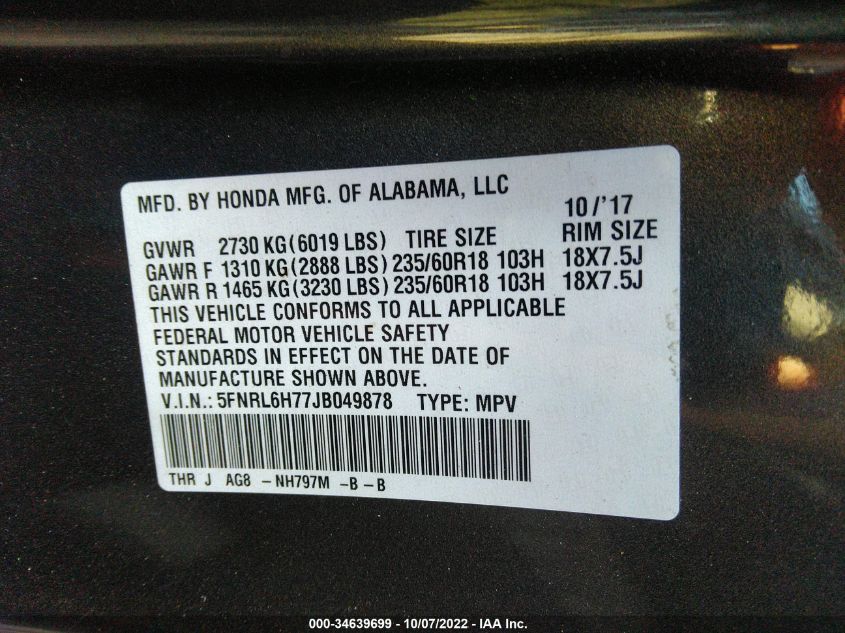 MFD. BY HONDA MFG. OF ALABAMA, LLC
10/'17
GVWR 2730 KG(6019 LBS) TIRE SIZE RIM SIZE
GAWR F 1310 KG(2888 LBS) 235/60R18 103H 18X7.5J
GAWR R 1465 KG(3230 LBS) 235/60R18 103H 18X7.5J
THIS VEHICLE CONFORMS TO ALL APPLICABLE
FEDERAL MOTOR VEHICLE SAFETY
STANDARDS IN EFFECT ON THE DATE OF
MANUFACTURE SHOWN ABOVE.
V.I.N.: 5FNRL6H77JB049878 TYPE: MPV
THR J AG8 -NH797M -B-B
000-34639699 - 10/07/2022 - IAA Inc.